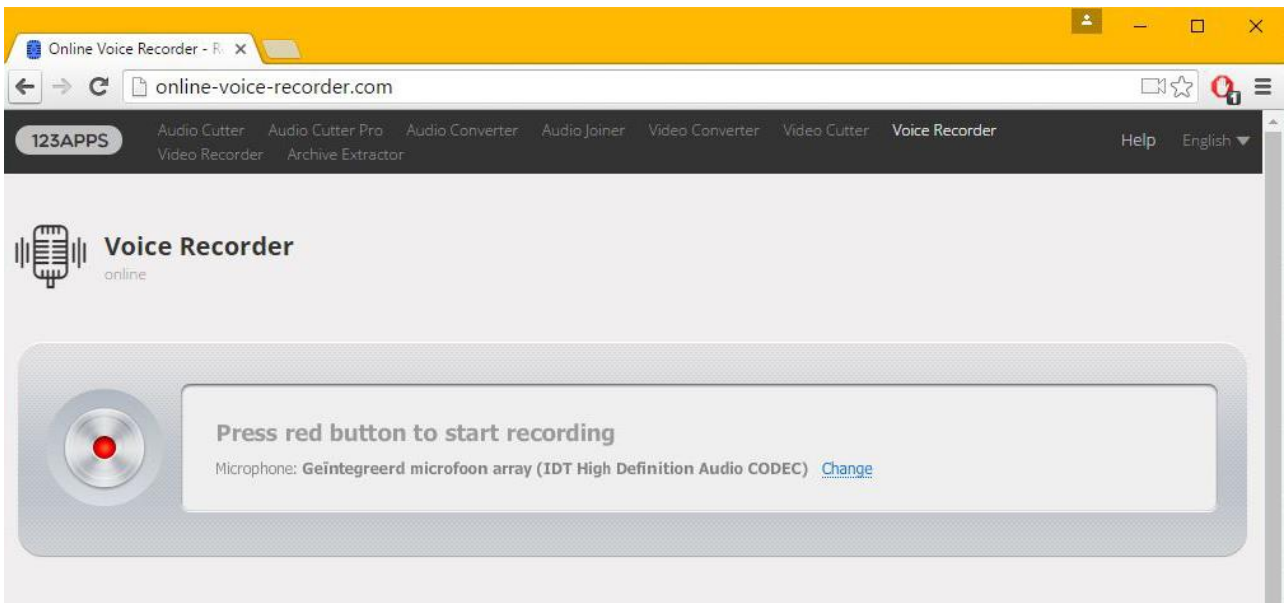 Online Voice Recorder - R
online-voice-recorder.com
1
123APPS
Audio Cutter Audio Cutter Pro Audio Converter Audio Joiner Video Converter Video Cutter Voice Recorder
Video Recorder Archive Extractor
Help English
Voice Recorder
online
Press red button to start recording
Microphone: Geïntegreerd microfoon array (IDT High Definition Audio CODEC) Change